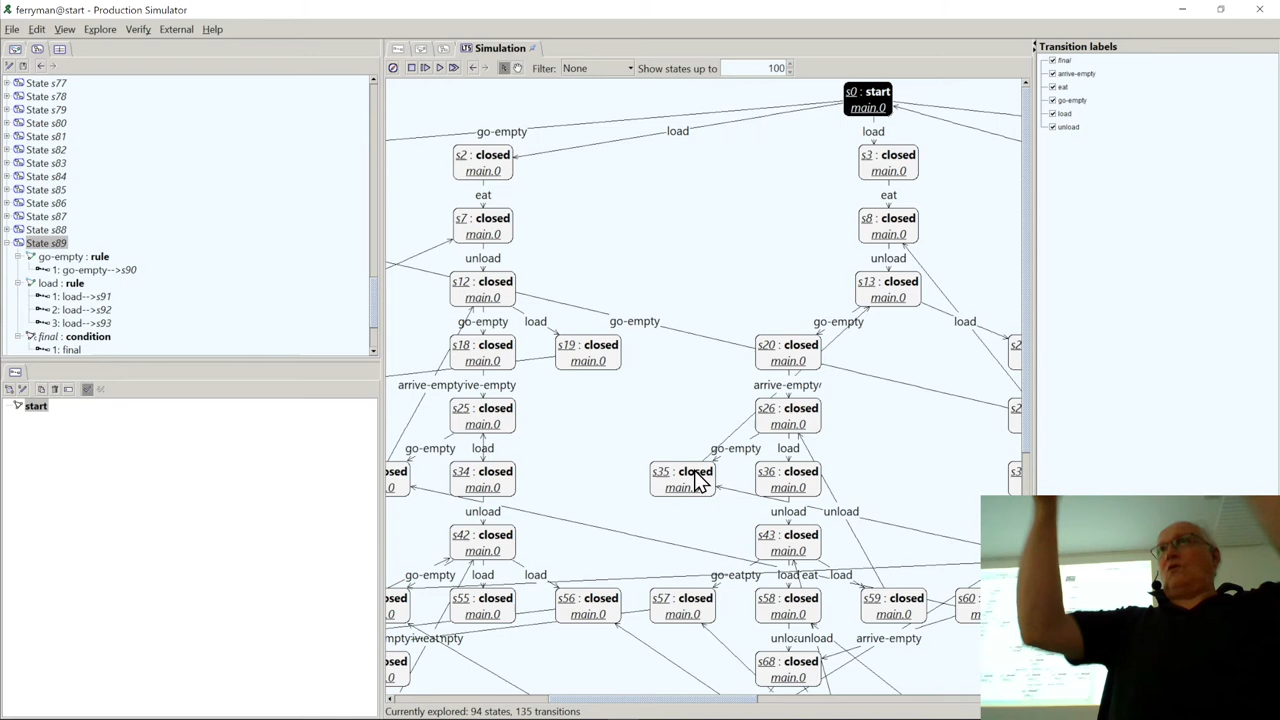 ferryman@start - Production Simulator
File Edit View Explore Verify External Help
State s77
State s78
State s79
State s80
State s81
State s82
State s83
State s84
State s85
State s86
State s87
State s88
State s89
go-empty : rule
1: go-empty-->s90
load : rule
1: load-->s91
2: load-->s92
3: load-->s93
final : condition
1: final
start
LTS Simulation
Filter: None Show states up to 100
s0 : start
main.0
go-empty load load
s2 : closed
main.0
s3 : closed
main.0
eat eat
s7 : closed
main.0
s8 : closed
main.0
unload unload
s12 : closed
main.0
s13 : closed
main.0
go-empty load go-empty go-empty load
s18 : closed
main.0
s19 : closed
main.0
s20 : closed
main.0
arrive-empty arrive-empty
s25 : closed
main.0
s26 : closed
main.0
go-empty load go-empty load
s34 : closed
main.0
s35 : closed
s36 : closed
main.0
unload unload unload
s42 : closed
main.0
s43 : closed
main.0
go-empty load load load eat load
s55 : closed
main.0
s56 : closed
main.0
s57 : closed
main.0
s58 : closed
main.0
s59 : closed
main.0
s60
unload arrive-empty
s68 : closed
main.0
Currently explored: 94 states, 135 transitions
Transition labels
final
arrive-empty
eat
go-empty
load
unload